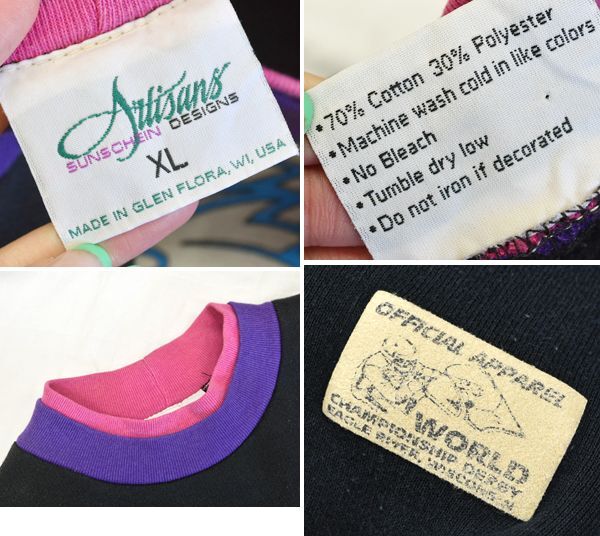 Artisans
SUNSCHEIN DESIGNS
XL
MADE IN GLEN FLORA, WI, USA
•70% Cotton 30% Polyester
•Machine wash cold in like colors
•No Bleach
•Tumble dry low
•Do not iron if decorated
OFFICIAL APPAREL
WORLD
CHAMPIONSHIP DERBY
EAGLE RIVER, WISCONSIN